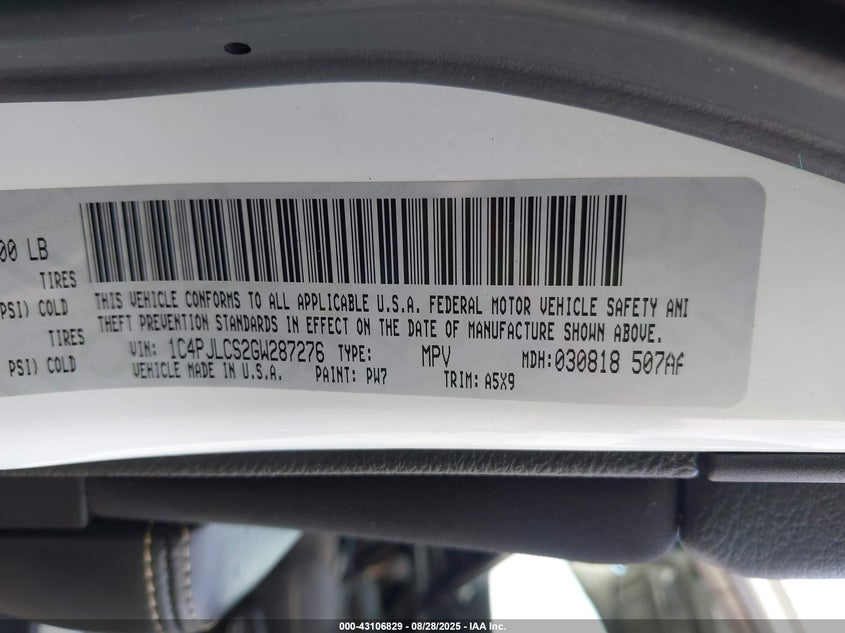 00 LB
TIRES
PSI) COLD
TIRES
PSI) COLD
THIS VEHICLE CONFORMS TO ALL APPLICABLE U.S.A. FEDERAL MOTOR VEHICLE SAFETY AND
THEFT PREVENTION STANDARDS IN EFFECT ON THE DATE OF MANUFACTURE SHOWN ABOVE.
VIN: 1C4PJLCS2GW287276 TYPE: MPV MDH:030818 507AA
VEHICLE MADE IN U.S.A. PAINT: PW7 TRIM: A5X9
000-43106829 - 08/28/2025 - IAA Inc.